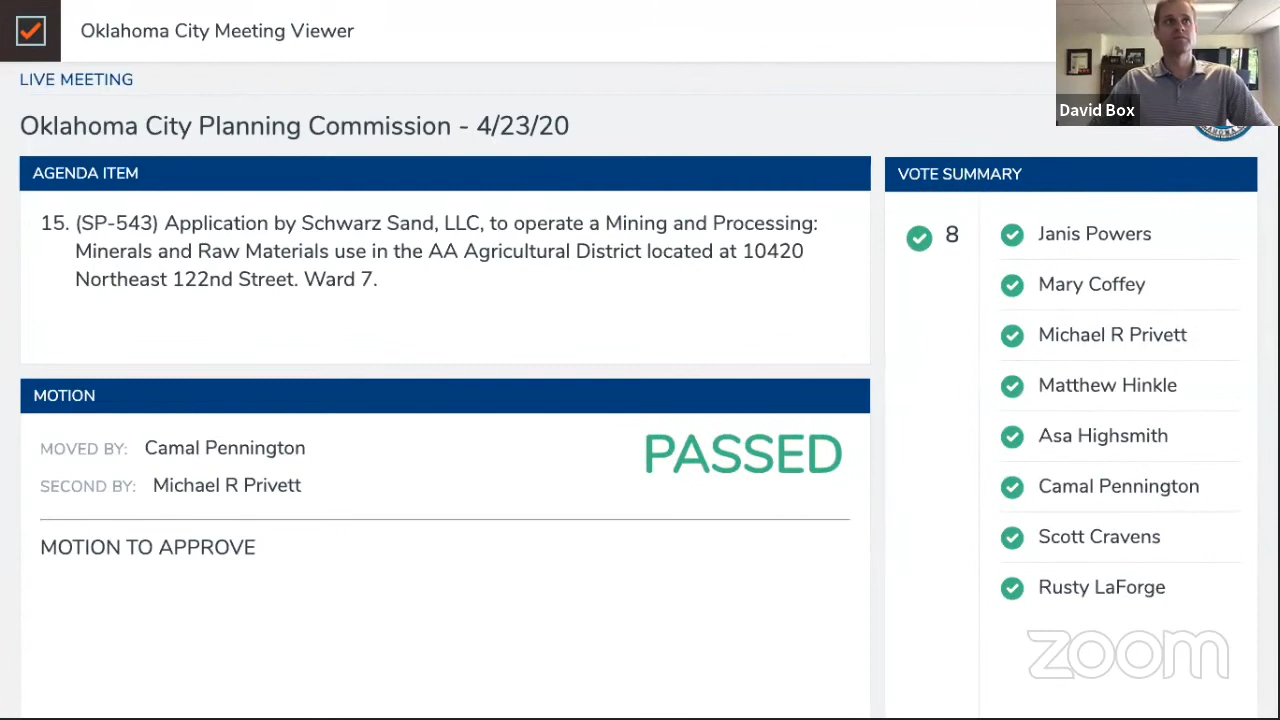 Oklahoma City Meeting Viewer
David Box
LIVE MEETING
Oklahoma City Planning Commission - 4/23/20
AGENDA ITEM
15. (SP-543) Application by Schwarz Sand, LLC, to operate a Mining and Processing:
Minerals and Raw Materials use in the AA Agricultural District located at 10420
Northeast 122nd Street. Ward 7.
MOTION
MOVED BY: Camal Pennington
SECOND BY: Michael R Privett
PASSED
MOTION TO APPROVE
VOTE SUMMARY
8
Janis Powers
Mary Coffey
Michael R Privett
Matthew Hinkle
Asa Highsmith
Camal Pennington
Scott Cravens
Rusty LaForge
zoom